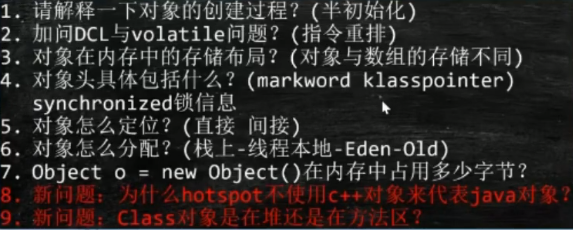 1. 请解释一下对象的创建过程？(半初始化)
2. 加问DCL与volatile问题？(指令重排)
3. 对象在内存中的存储布局？(对象与数组的存储不同)
4. 对象头具体包括什么？(markword klasspointer)
synchronized锁信息
5. 对象怎么定位？(直接 间接)
6. 对象怎么分配？(栈上-线程本地-Eden-Old)
7. Object o = new Object()在内存中占用多少字节？
8. 新问题：为什么hotspot不使用c++对象来代表java对象？
9. 新问题：Class对象是在堆还是在方法区？